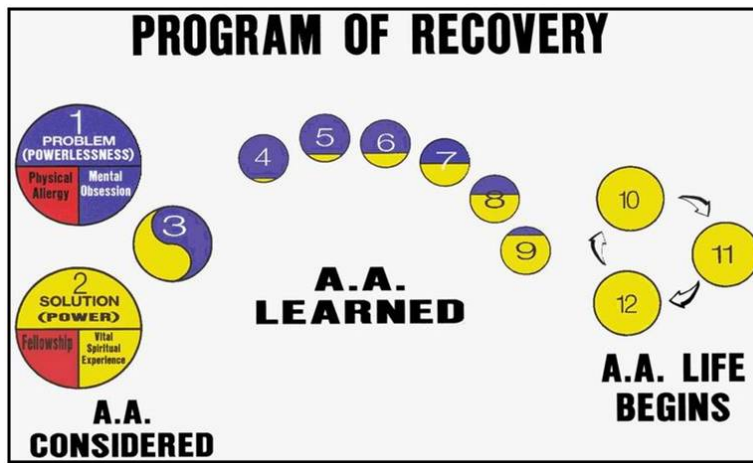 PROGRAM OF RECOVERY
1
PROBLEM
(POWERLESSNESS)
Physical
Allergy
Mental
Obsession
2
SOLUTION
(POWER)
Fellowship
Vital
Spiritual
Experience
3
A.A.
CONSIDERED
4
5
6
7
8
9
A.A.
LEARNED
10
11
12
A.A. LIFE
BEGINS